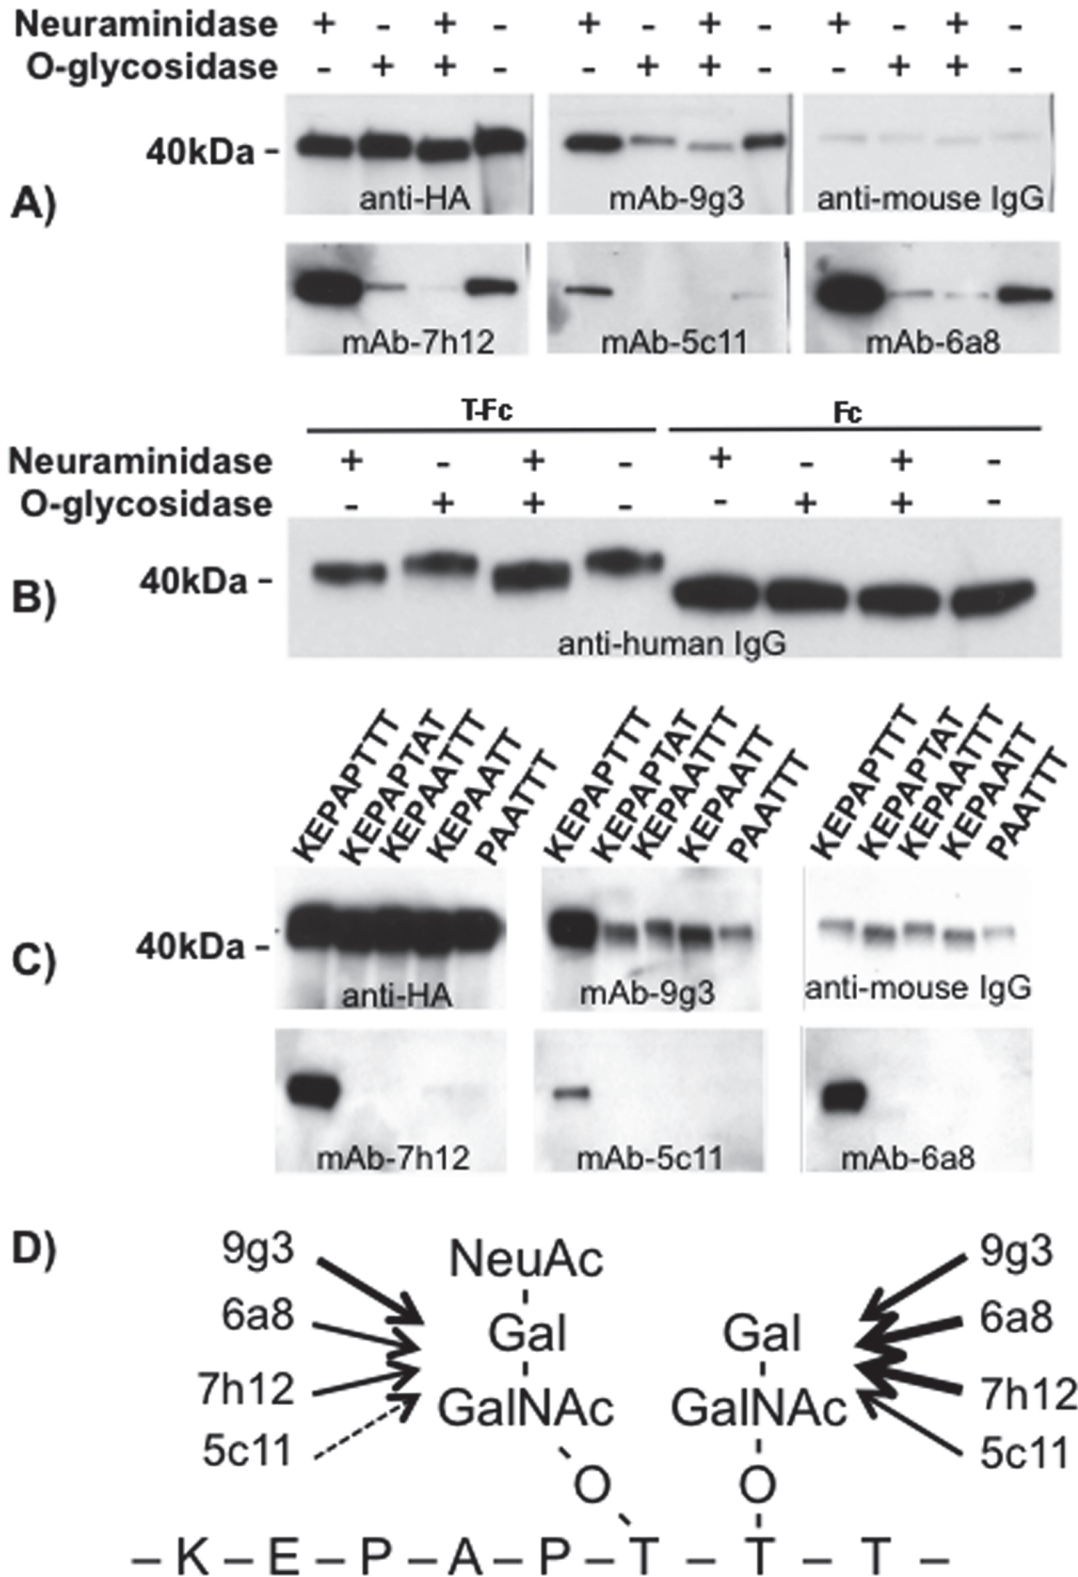 Neuraminidase + - + - + - + - + - + -
O-glycosidase - + + - - + + - - + + -
40kDa -
A)
anti-HA mAb-9g3 anti-mouse IgG
mAb-7h12 mAb-5c11 mAb-6a8
T-Fc Fc
Neuraminidase + - + - + - + -
O-glycosidase - + + - - + + -
40kDa -
B)
anti-human IgG
KEPAPTTT KEPAPTAT KEPAATTT KEPAATT PAATTT KEPAPTTT KEPAPTAT KEPAATTT KEPAATT PAATTT KEPAPTTT KEPAPTAT KEPAATTT KEPAATT PAATTT
40kDa -
C)
anti-HA mAb-9g3 anti-mouse IgG
mAb-7h12 mAb-5c11 mAb-6a8
D)
9g3 NeuAc 9g3
6a8 Gal Gal 6a8
7h12 GalNAc GalNAc 7h12
5c11 5c11
O O
– K – E – P – A – P – T – T – T –